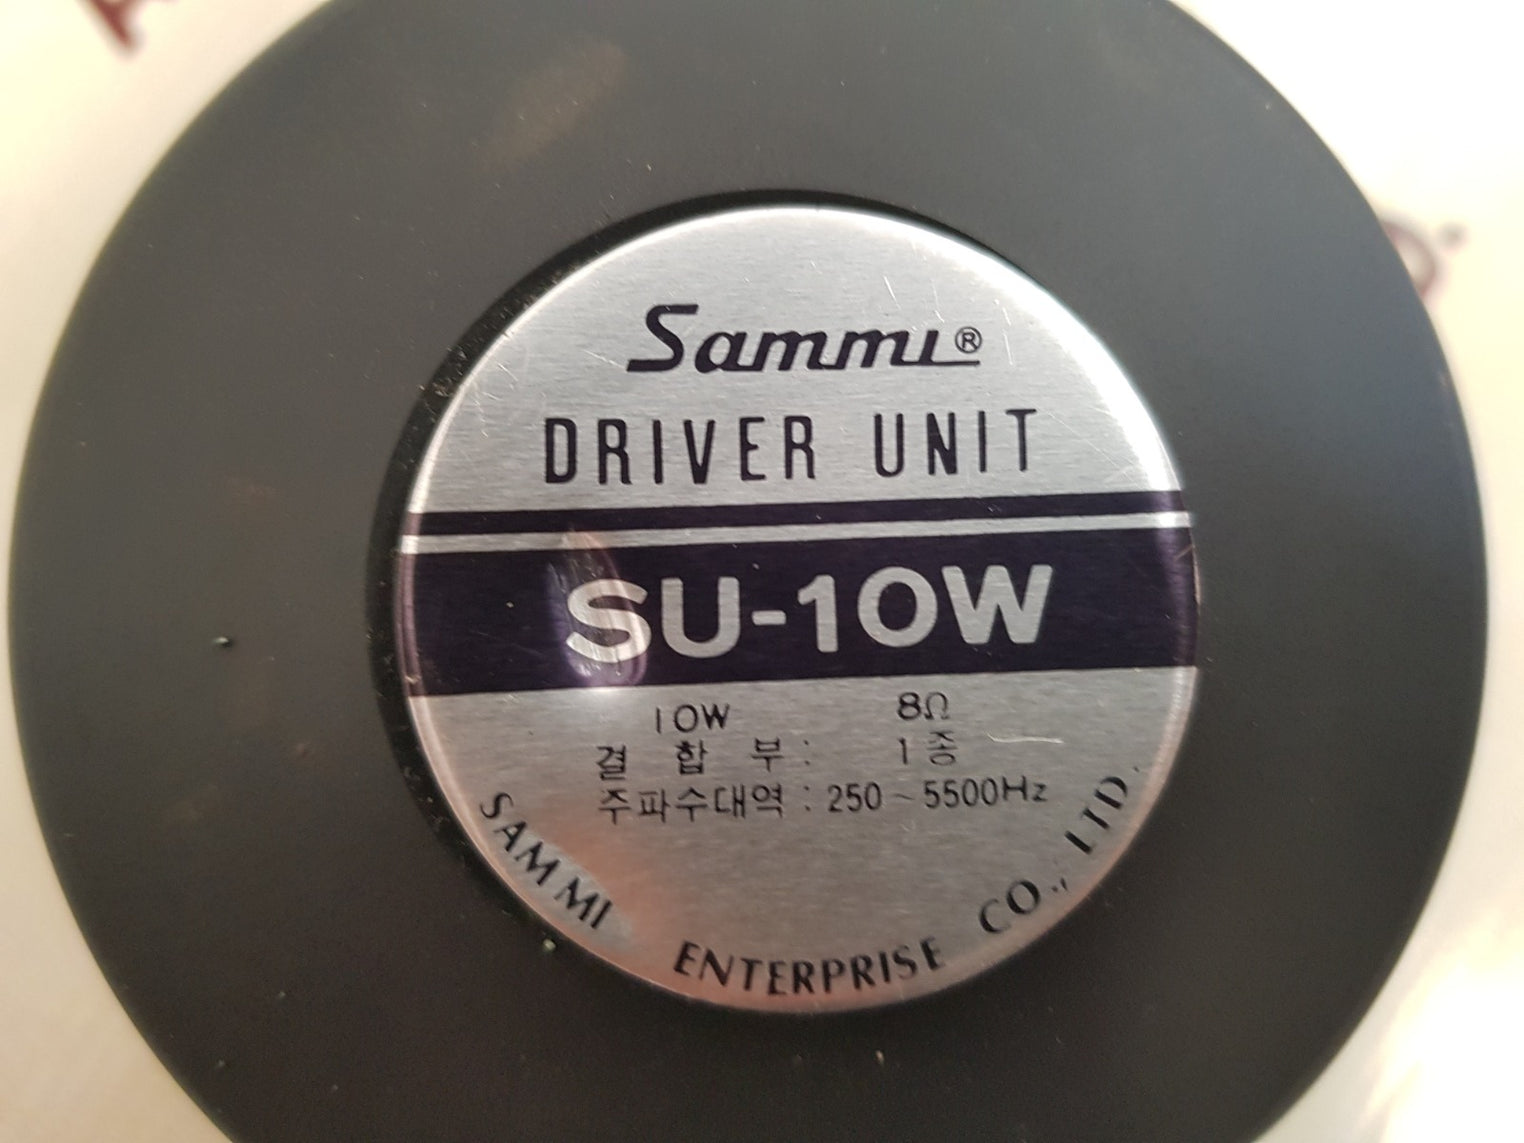 Sammi®
DRIVER UNIT
SU-10W
10W 8Ω
결 합 부 : 1종
주파수대역 : 250 ~ 5500Hz
SAMMI ENTERPRISE CO., LTD.